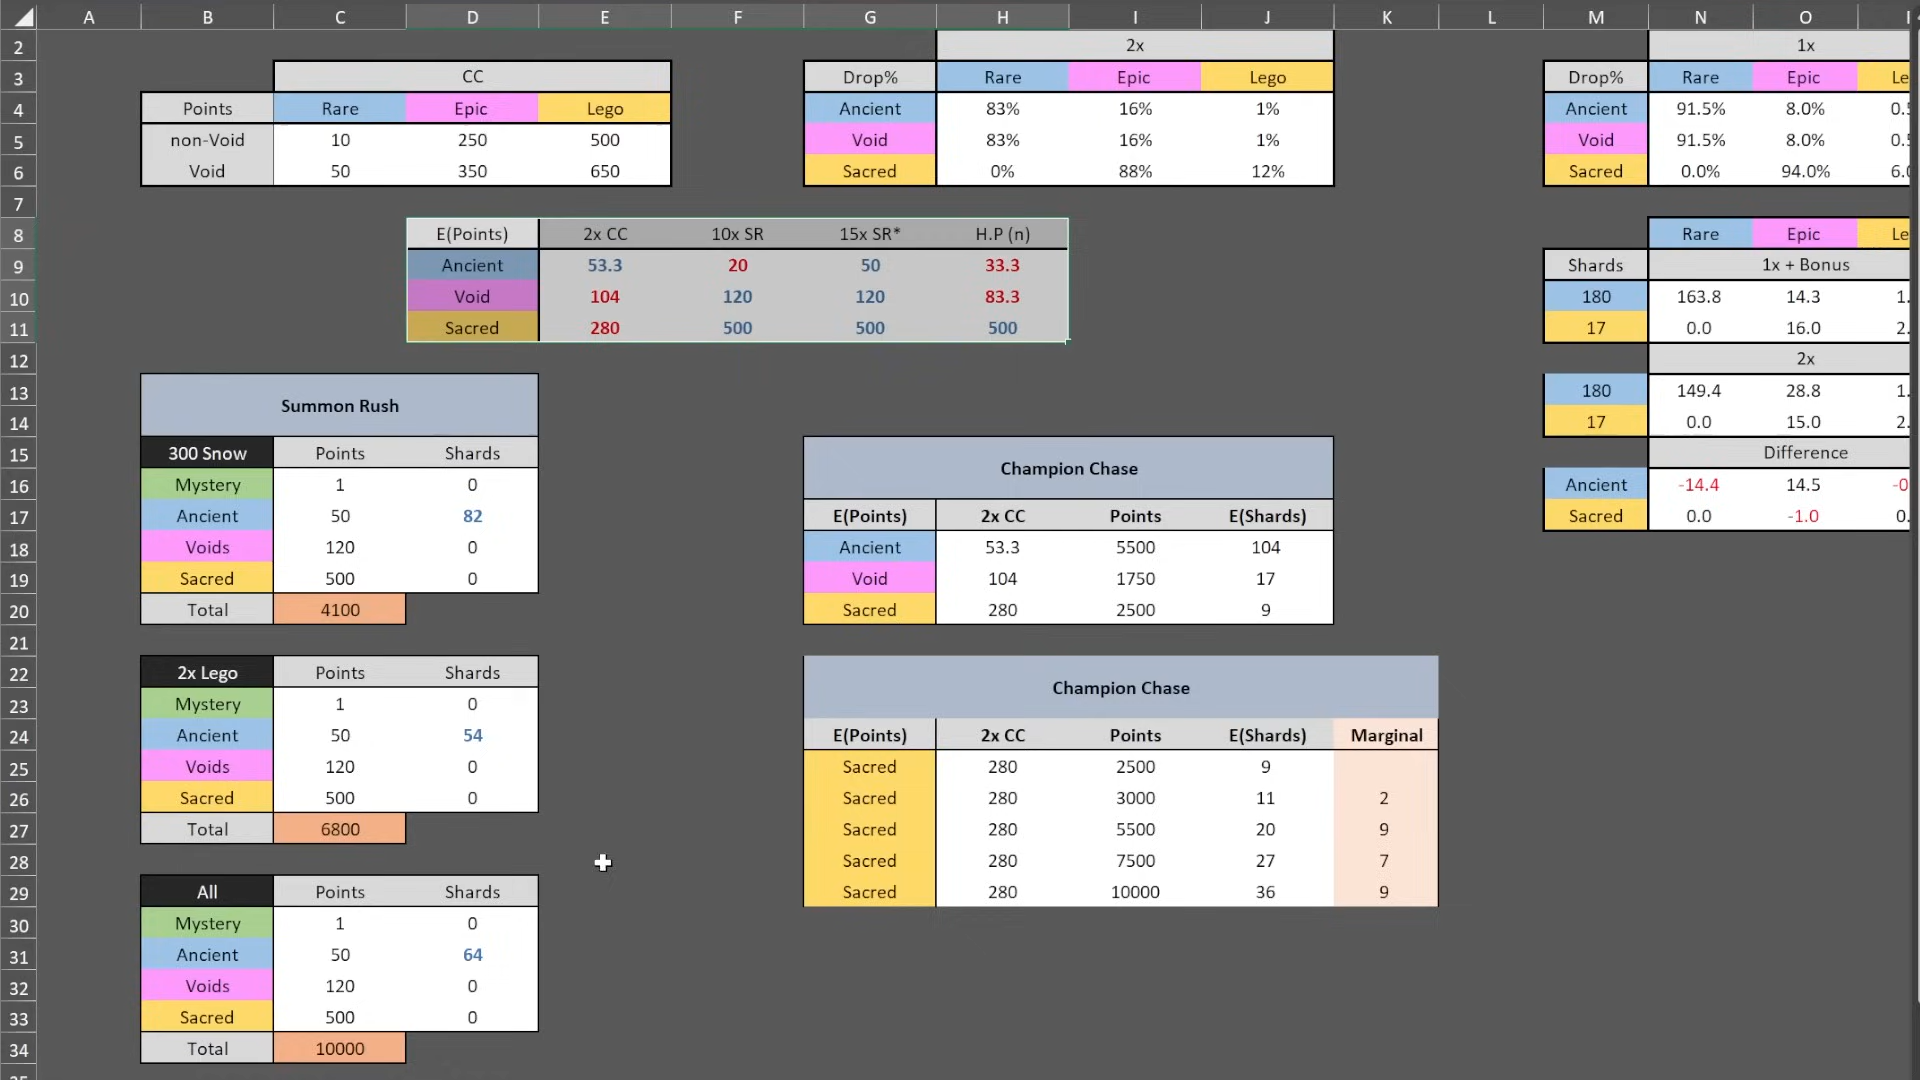 A B C D E F G H I J K L M N O
2 2x 1x
3 CC Drop% Rare Epic Lego Drop% Rare Epic Le
4 Points Rare Epic Lego Ancient 83% 16% 1% Ancient 91.5% 8.0% 0.
5 non-Void 10 250 500 Void 83% 16% 1% Void 91.5% 8.0% 0.
6 Void 50 350 650 Sacred 0% 88% 12% Sacred 0.0% 94.0% 6.
7
8 E(Points) 2x CC 10x SR 15x SR* H.P (n) Rare Epic Le
9 Ancient 53.3 20 50 33.3 Shards 1x + Bonus
10 Void 104 120 120 83.3 180 163.8 14.3 1.
11 Sacred 280 500 500 500 17 0.0 16.0 2.
12 2x
13 Summon Rush 180 149.4 28.8 1.
14 17 0.0 15.0 2.
15 300 Snow Points Shards Champion Chase Difference
16 Mystery 1 0 Ancient -14.4 14.5 -0
17 Ancient 50 82 E(Points) 2x CC Points E(Shards) Sacred 0.0 -1.0 0.
18 Voids 120 0 Ancient 53.3 5500 104
19 Sacred 500 0 Void 104 1750 17
20 Total 4100 Sacred 280 2500 9
21
22 2x Lego Points Shards Champion Chase
23 Mystery 1 0
24 Ancient 50 54 E(Points) 2x CC Points E(Shards) Marginal
25 Voids 120 0 Sacred 280 2500 9
26 Sacred 500 0 Sacred 280 3000 11 2
27 Total 6800 Sacred 280 5500 20 9
28 Sacred 280 7500 27 7
29 All Points Shards Sacred 280 10000 36 9
30 Mystery 1 0
31 Ancient 50 64
32 Voids 120 0
33 Sacred 500 0
34 Total 10000